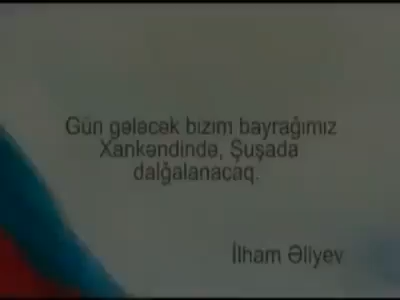 Gün gələcək bizim bayrağımız
Xankəndində, Şuşada
dalğalanacaq.
İlham Əliyev